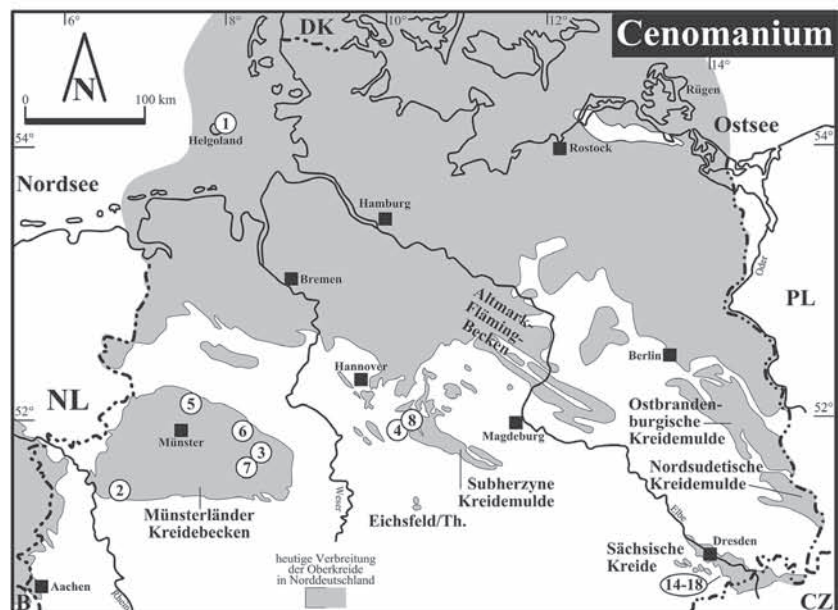 6°
8°
10°
12°
DK
Cenomanium
14°
N
0
100 km
Rügen
1
Helgoland
Ostsee
54°
54°
Rostock
Nordsee
Hamburg
Oder
Bremen
Altmark-
Fläming-
Becken
PL
Berlin
Hannover
NL
52°
5
Münster
6
3
7
2
4
8
Magdeburg
52°
Ostbranden-
burgische
Kreidemulde
Nordsudetische
Kreidemulde
Subherzyne
Kreidemulde
Münsterländer
Kreidebecken
Weser
Eichsfeld/Th.
Elbe
Dresden
Sächsische
Kreide
heutige Verbreitung
der Oberkreide
in Norddeutschland
14-18
B
Aachen
Rhein
CZ